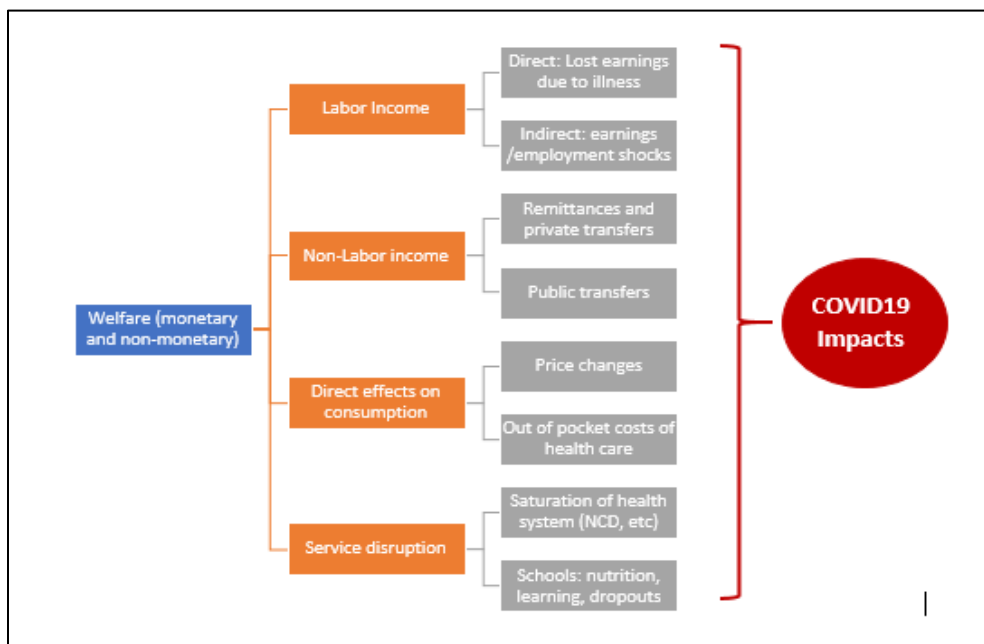 Welfare (monetary
and non-monetary)
Labor Income
Direct: Lost earnings
due to illness
Indirect: earnings
/employment shocks
Non-Labor income
Remittances and
private transfers
Public transfers
Direct effects on
consumption
Price changes
Out of pocket costs of
health care
Service disruption
Saturation of health
system (NCD, etc)
Schools: nutrition,
learning, dropouts
COVID19
Impacts